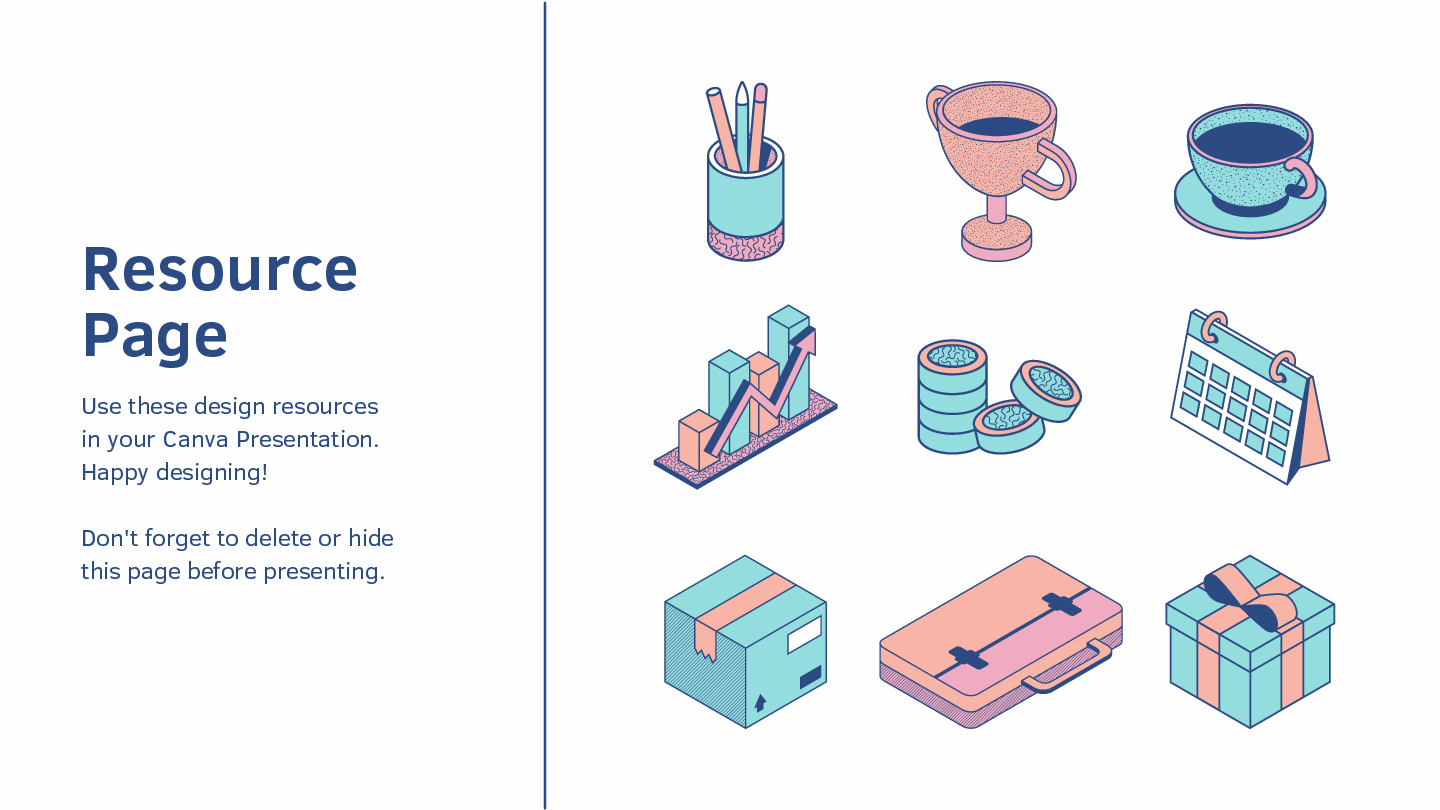 Resource
Page
Use these design resources
in your Canva Presentation.
Happy designing!
Don't forget to delete or hide
this page before presenting.